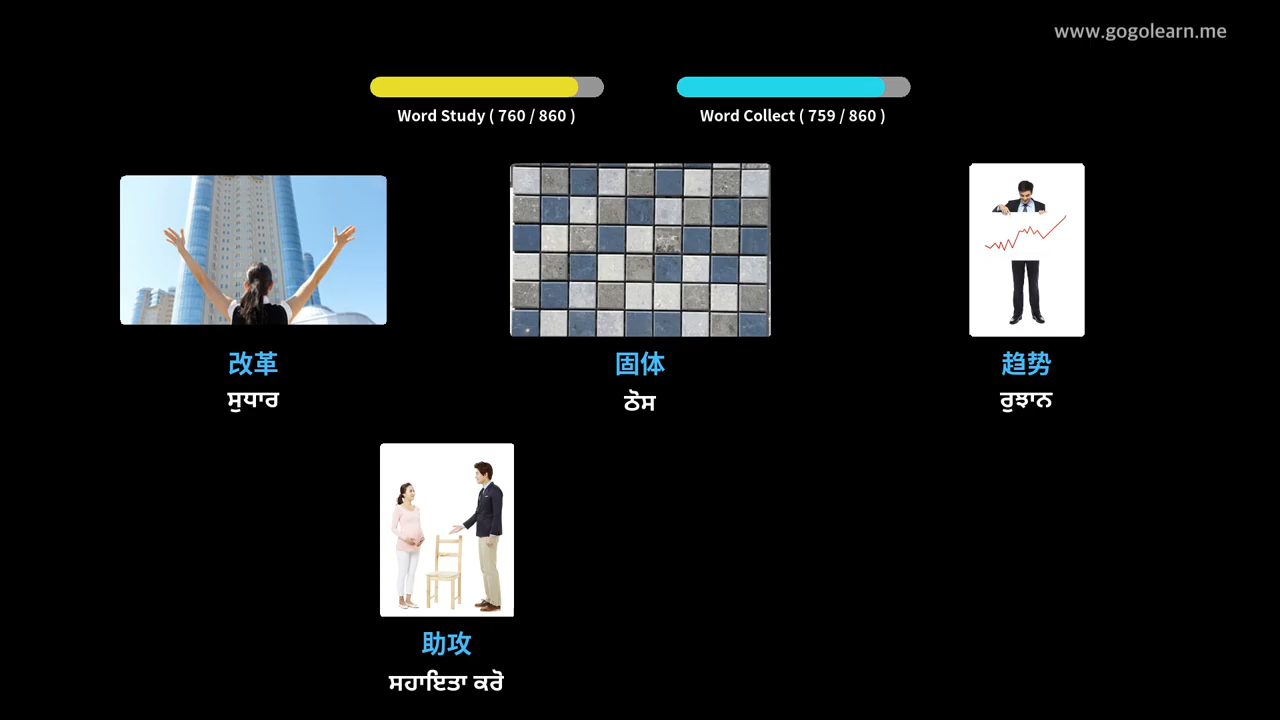 www.gogolearn.me
Word Study ( 760 / 860 )
Word Collect ( 759 / 860 )
改革
ਸੁਧਾਰ
固体
ਠੋਸ
趋势
ਰੁਝਾਨ
助攻
ਸਹਾਇਤਾ ਕਰੋ